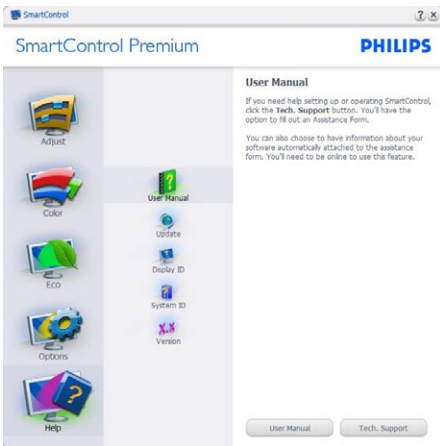 SmartControl
SmartControl Premium
PHILIPS
Adjust
Color
Eco
Options
Help
User Manual
Update
Display ID
System ID
X.X
Version
User Manual
If you need help setting up or operating SmartControl,
click the Tech. Support button. You'll have the
option to fill out an Assistance Form.
You can also choose to have information about your
software automatically attached to the assistance
form. You'll need to be online to use this feature.
User Manual
Tech. Support